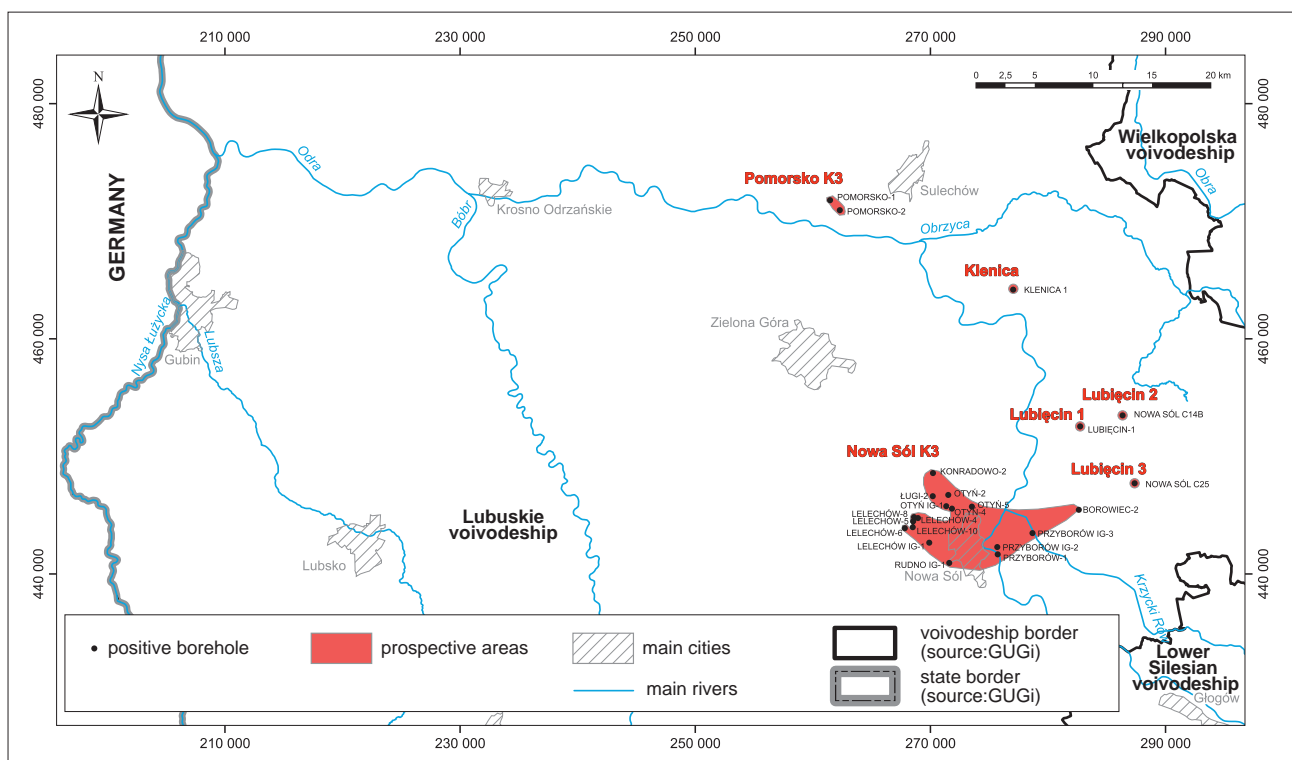 210 000
230 000
250 000
270 000
290 000
N
0
2,5
5
10
15
20 km
480 000
480 000
Wielkopolska
voivodeship
Odra
Obra
Pomorsko K3
Sulechów
POMORSKO-1
POMORSKO-2
Krosno Odrzańskie
Bóbr
GERMANY
Obrzyca
Klenica
KLENICA 1
Nysa Łużycka
Lubsza
Zielona Góra
460 000
460 000
Gubin
Lubięcin 2
NOWA SÓL C14B
Lubięcin 1
LUBIĘCIN-1
Nowa Sól K3
Lubięcin 3
KONRADOWO-2
NOWA SÓL C25
ŁUGI-2
OTYŃ-2
OTYŃ IG-1
OTYŃ-5
OTYŃ-4
BOROWIEC-2
LELECHÓW-8
LELECHÓW-5
LELECHÓW-4
LELECHÓW-6
LELECHÓW-10
PRZYBORÓW IG-3
LELECHÓW IG-1
PRZYBORÓW IG-2
PRZYBORÓW-1
RUDNO IG-1
Nowa Sól
Lubuskie
voivodeship
Lubsko
440 000
440 000
Krzycki Rów
Lower
Silesian
voivodeship
Głogów
positive borehole
prospective areas
main cities
main rivers
voivodeship border
(source:GUGi)
state border
(source:GUGi)
210 000
230 000
250 000
270 000
290 000